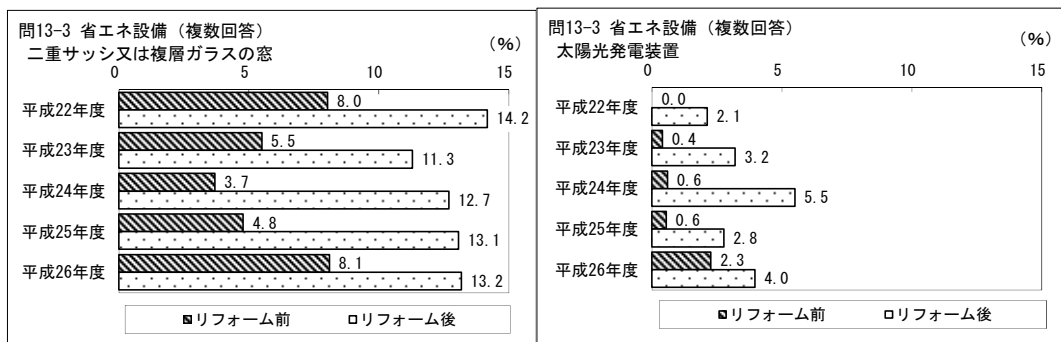 問13-3 省エネ設備（複数回答）
二重サッシ又は複層ガラスの窓
（%）
0 5 10 15
平成22年度 8.0 14.2
平成23年度 5.5 11.3
平成24年度 3.7 12.7
平成25年度 4.8 13.1
平成26年度 8.1 13.2
リフォーム前 リフォーム後
問13-3 省エネ設備（複数回答）
太陽光発電装置
（%）
0 5 10 15
平成22年度 0.0 2.1
平成23年度 0.4 3.2
平成24年度 0.6 5.5
平成25年度 0.6 2.8
平成26年度 2.3 4.0
リフォーム前 リフォーム後